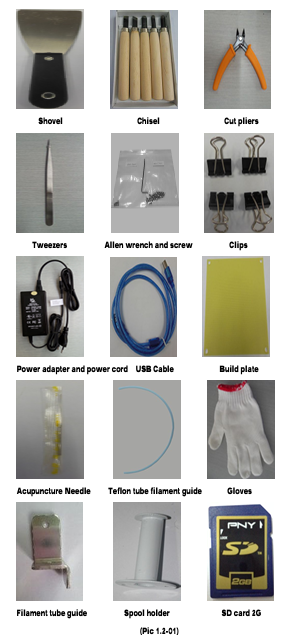 Shovel Chisel Cut pliers
Tweezers Allen wrench and screw Clips
Power adapter and power cord USB Cable Build plate
Acupuncture Needle Teflon tube filament guide Gloves
PNY
SD
2GB
Filament tube guide Spool holder SD card 2G
(Pic 1.2-01)